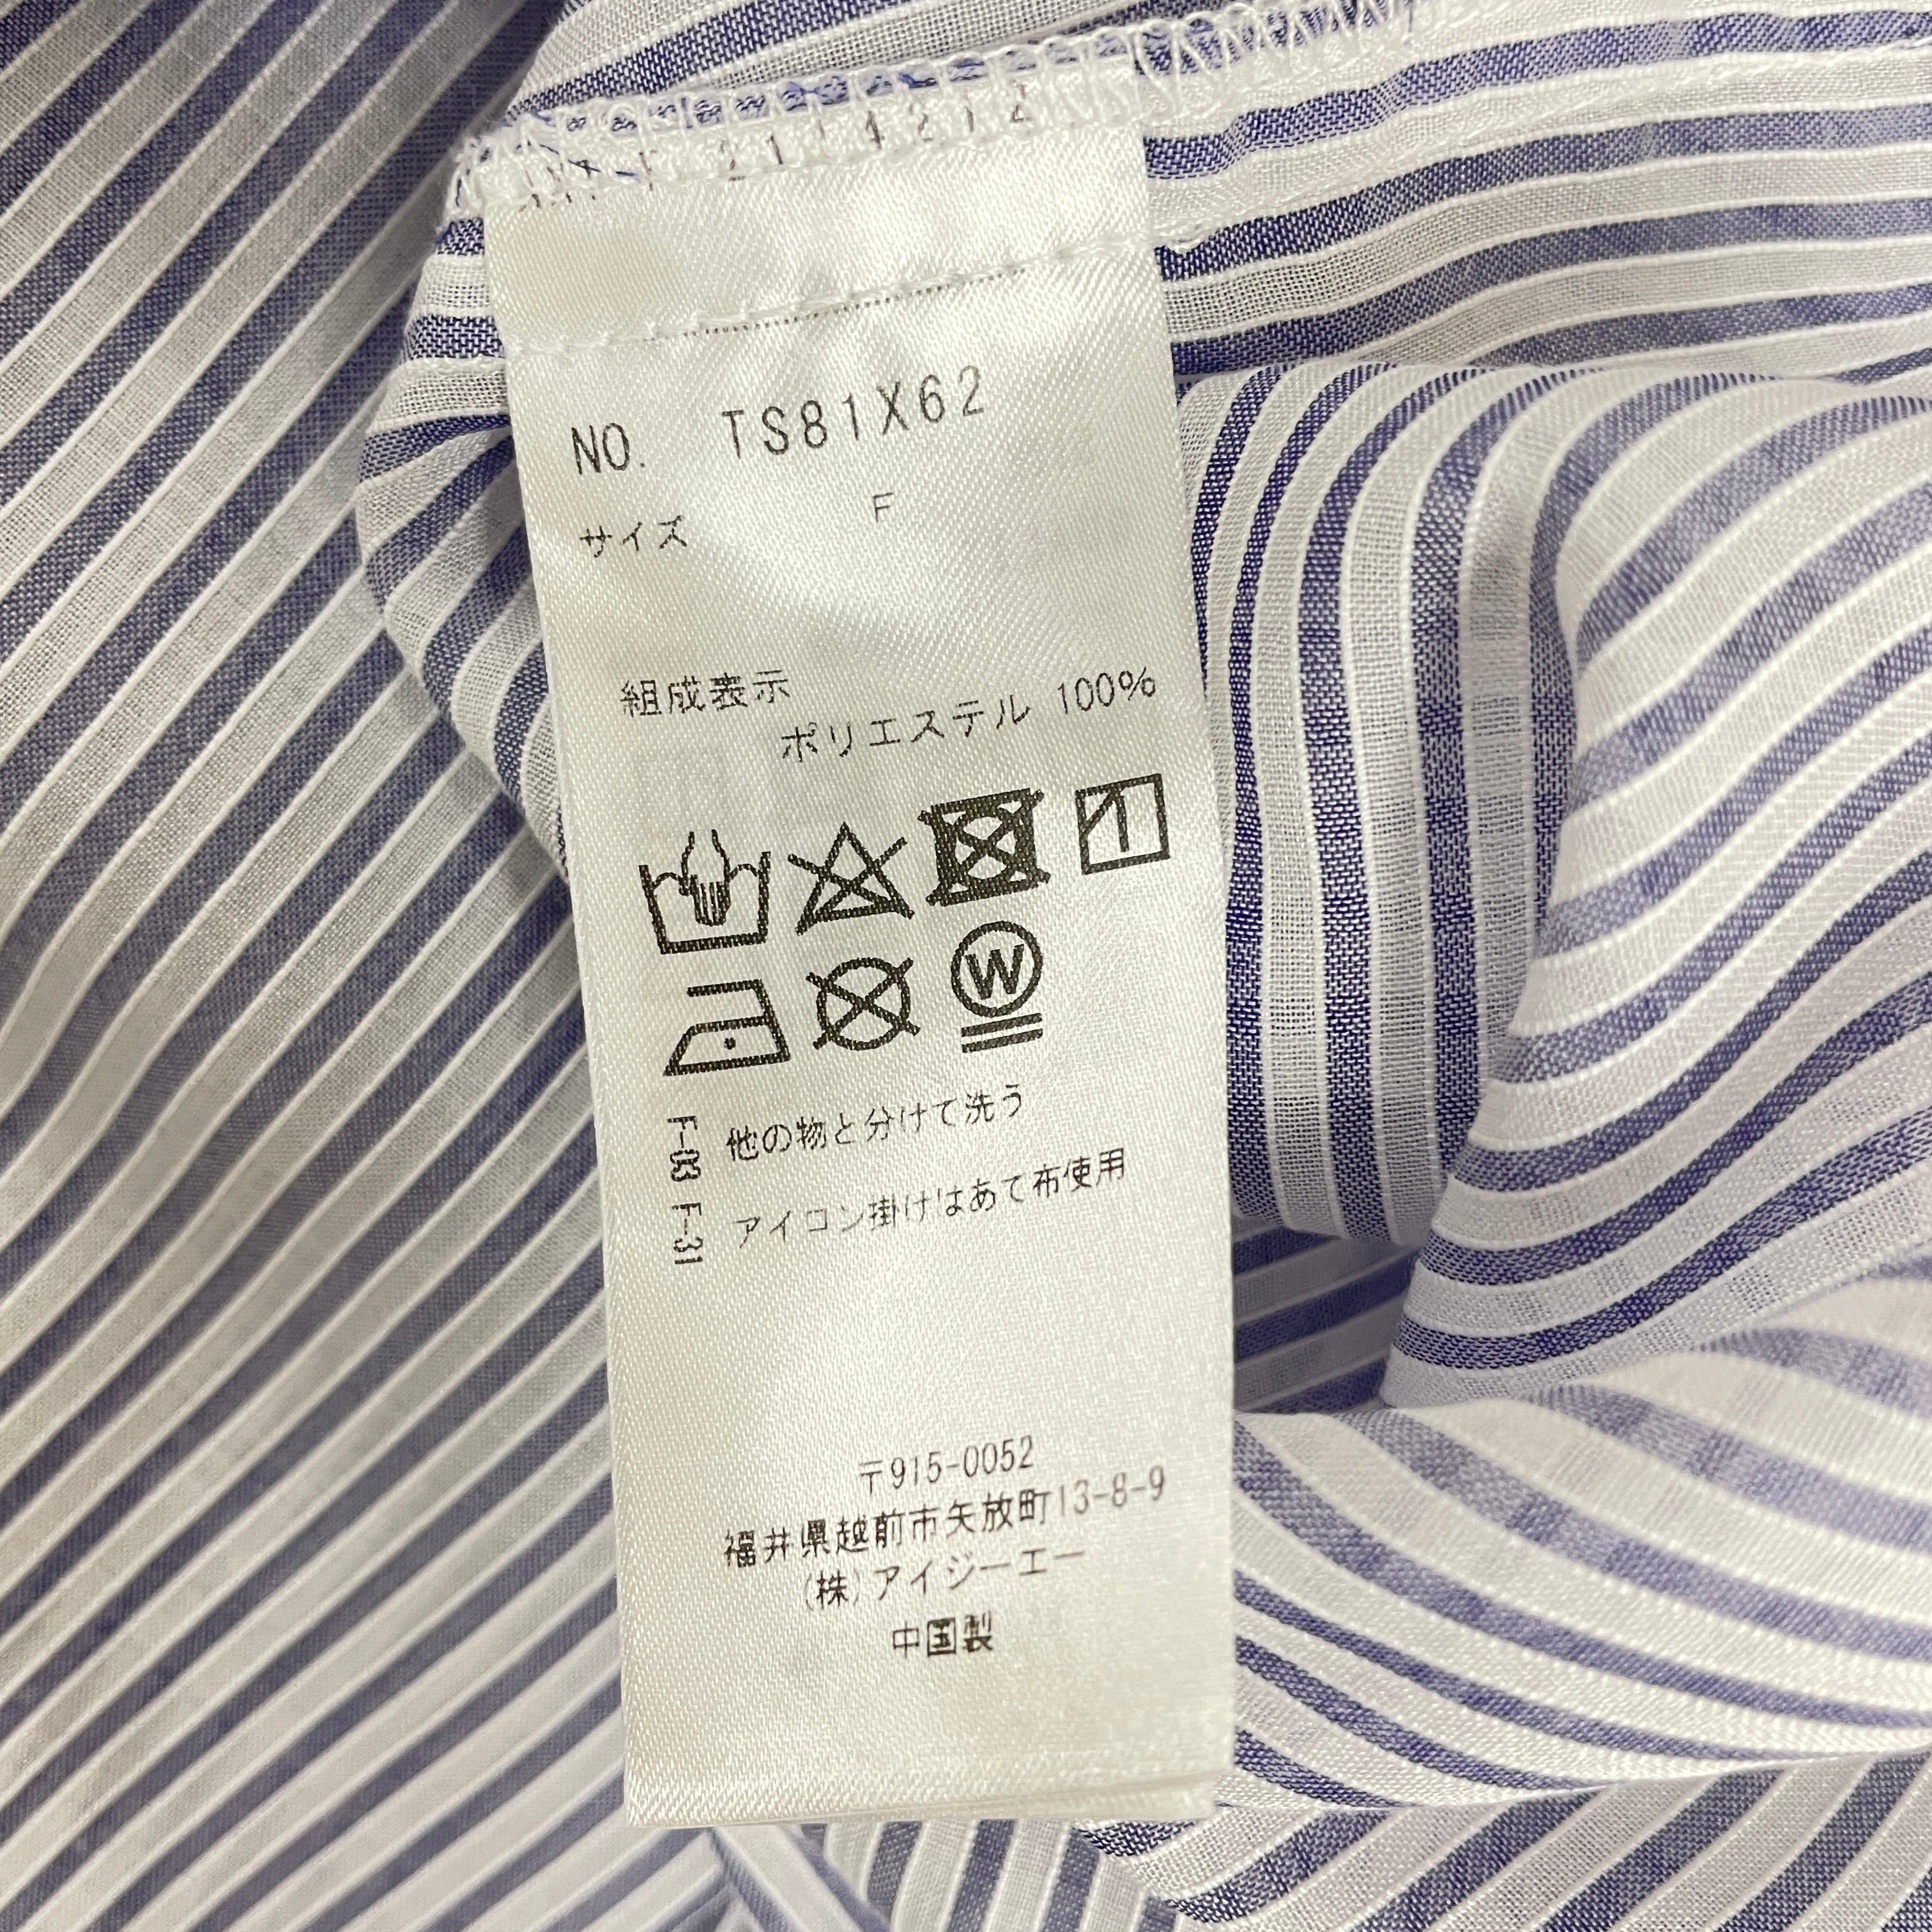 NO. TS81X62
サイズ F
組成表示
ポリエステル 100%
W
F-03 他の物と分けて洗う
F-31 アイコン掛けはあて布使用
〒915-0052
福井県越前市矢放町13-8-9
(株)アイジーエー
中国製